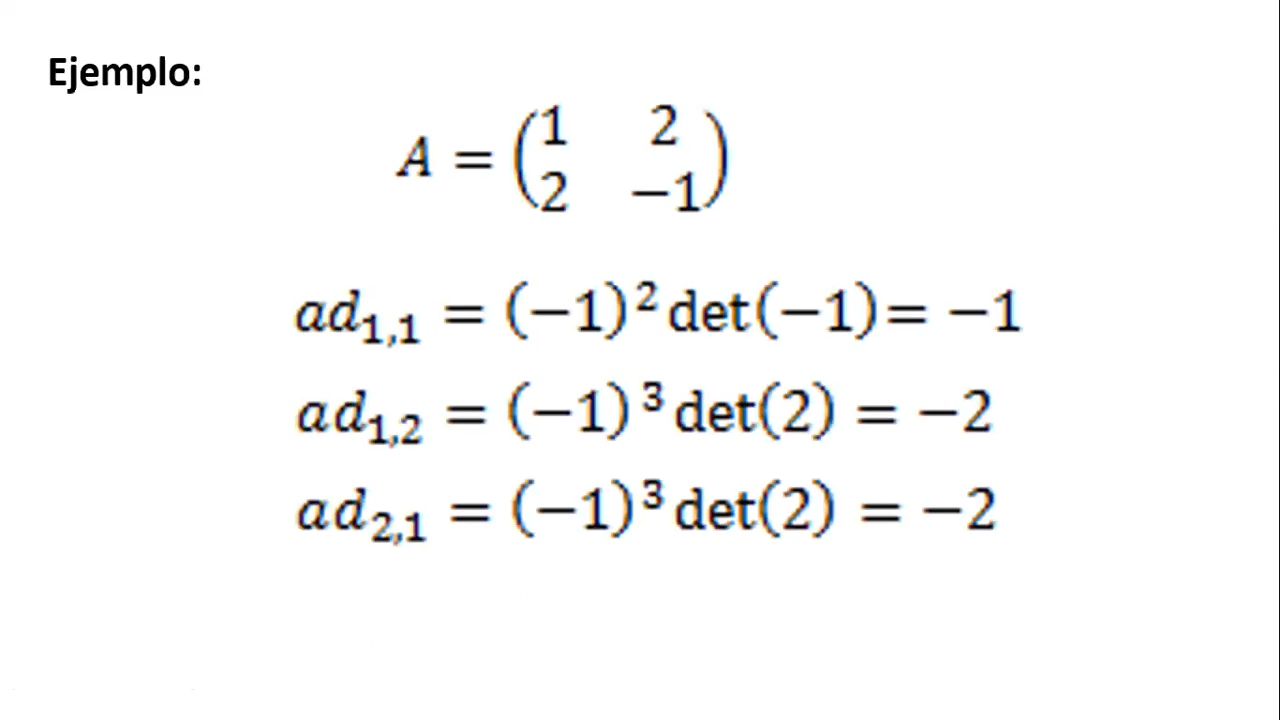 Ejemplo:
A = (1 2
2 −1)
ad₁,₁ = (−1)² det(−1)= −1
ad₁,₂ = (−1)³ det(2) = −2
ad₂,₁ = (−1)³ det(2) = −2